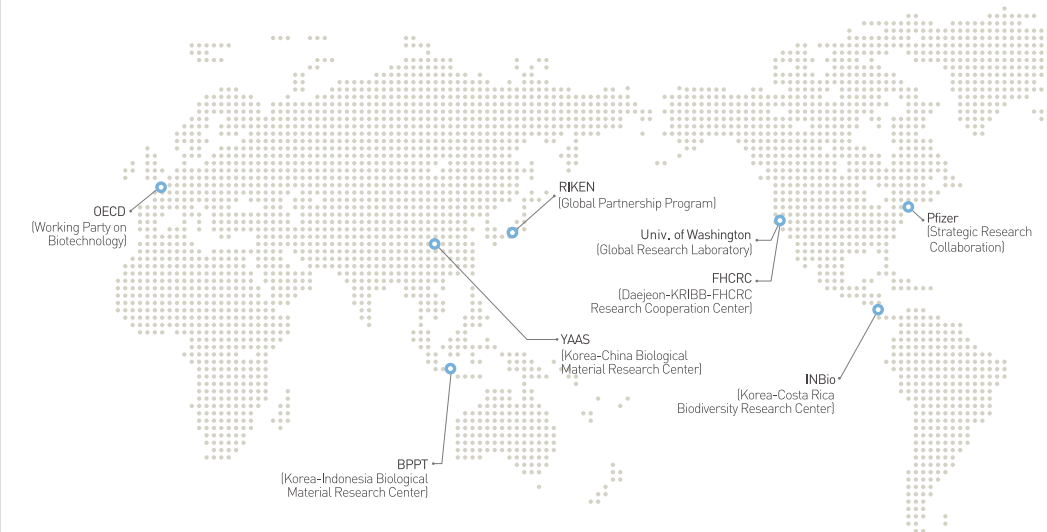 OECD
(Working Party on
Biotechnology)
RIKEN
(Global Partnership Program)
Univ. of Washington
(Global Research Laboratory)
Pfizer
(Strategic Research
Collaboration)
FHCRC
(Daejeon-KRIBB-FHCRC
Research Cooperation Center)
YAAS
(Korea-China Biological
Material Research Center)
INBio
(Korea-Costa Rica
Biodiversity Research Center)
BPPT
(Korea-Indonesia Biological
Material Research Center)